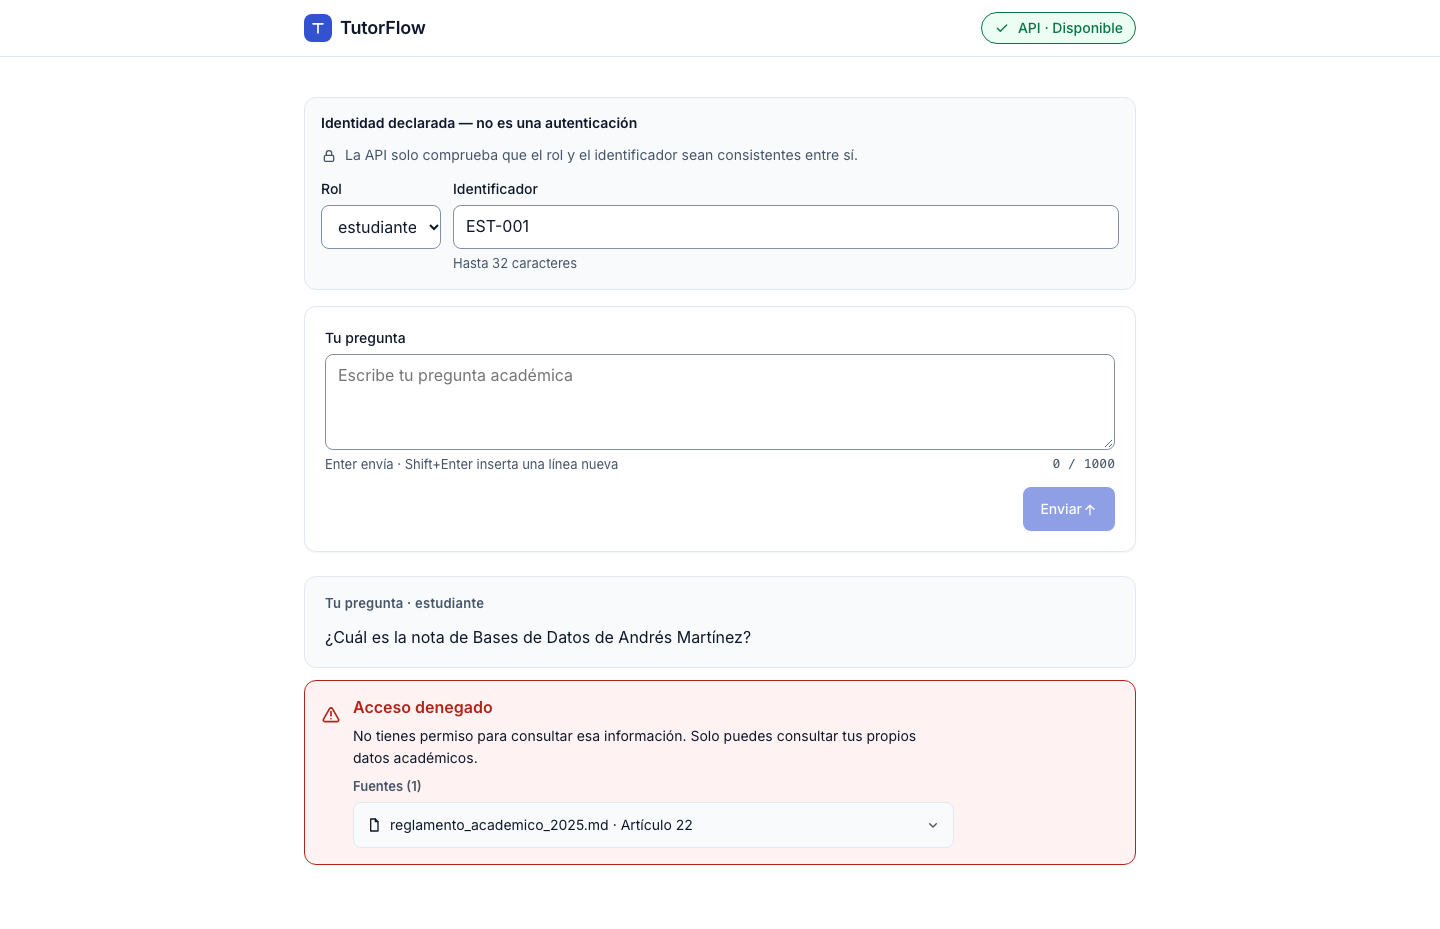 TutorFlow
API · Disponible
Identidad declarada — no es una autenticación
La API solo comprueba que el rol y el identificador sean consistentes entre sí.
Rol
Identificador
estudiante
EST-001
Hasta 32 caracteres
Tu pregunta
Escribe tu pregunta académica
Enter envía · Shift+Enter inserta una línea nueva
0 / 1000
Enviar↑
Tu pregunta · estudiante
¿Cuál es la nota de Bases de Datos de Andrés Martínez?
Acceso denegado
No tienes permiso para consultar esa información. Solo puedes consultar tus propios
datos académicos.
Fuentes (1)
reglamento_academico_2025.md · Artículo 22